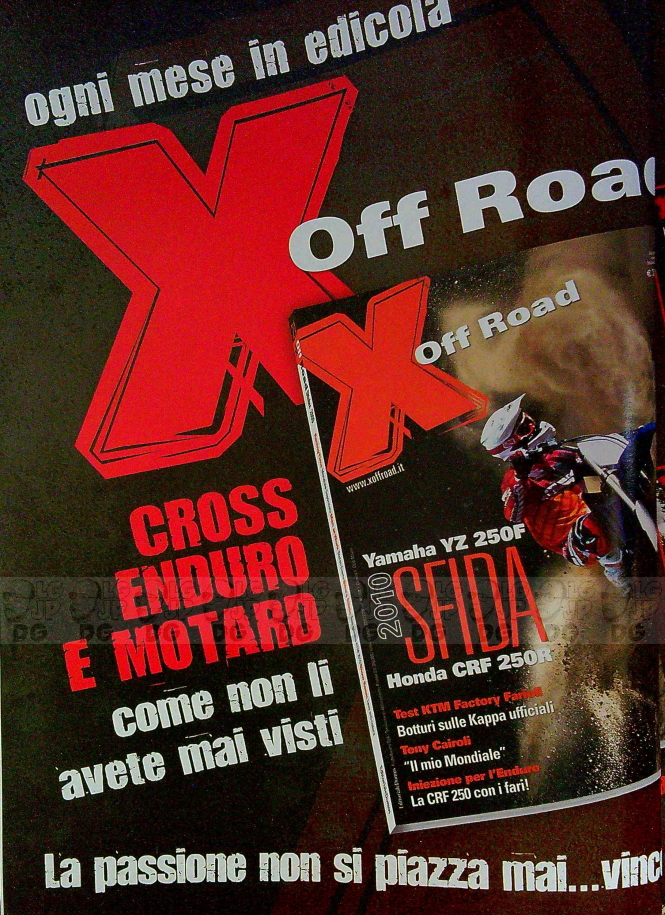 ogni mese in edicola
X
Off Road
X
Off Road
www.xoffroad.it
Yamaha YZ 250F
2010
SFIDA
Honda CRF 250R
Test KTM Factory Farioli
Botturi sulle Kappa ufficiali
Tony Cairoli
"Il mio Mondiale"
Iniezione per l'Enduro
La CRF 250 con i fari!
CROSS
ENDURO
E MOTARD
come non li
avete mai visti
La passione non si piazza mai...vinc